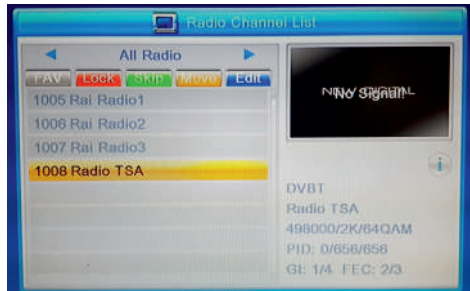 Radio Channel List
All Radio
FAV Lock Skip Move Edit
1005 Rai Radio1
1006 Rai Radio2
1007 Rai Radio3
1008 Radio TSA
No Signal!
i
DVBT
Radio TSA
498000/2K/64QAM
PID: 0/656/656
GI: 1/4 FEC: 2/3